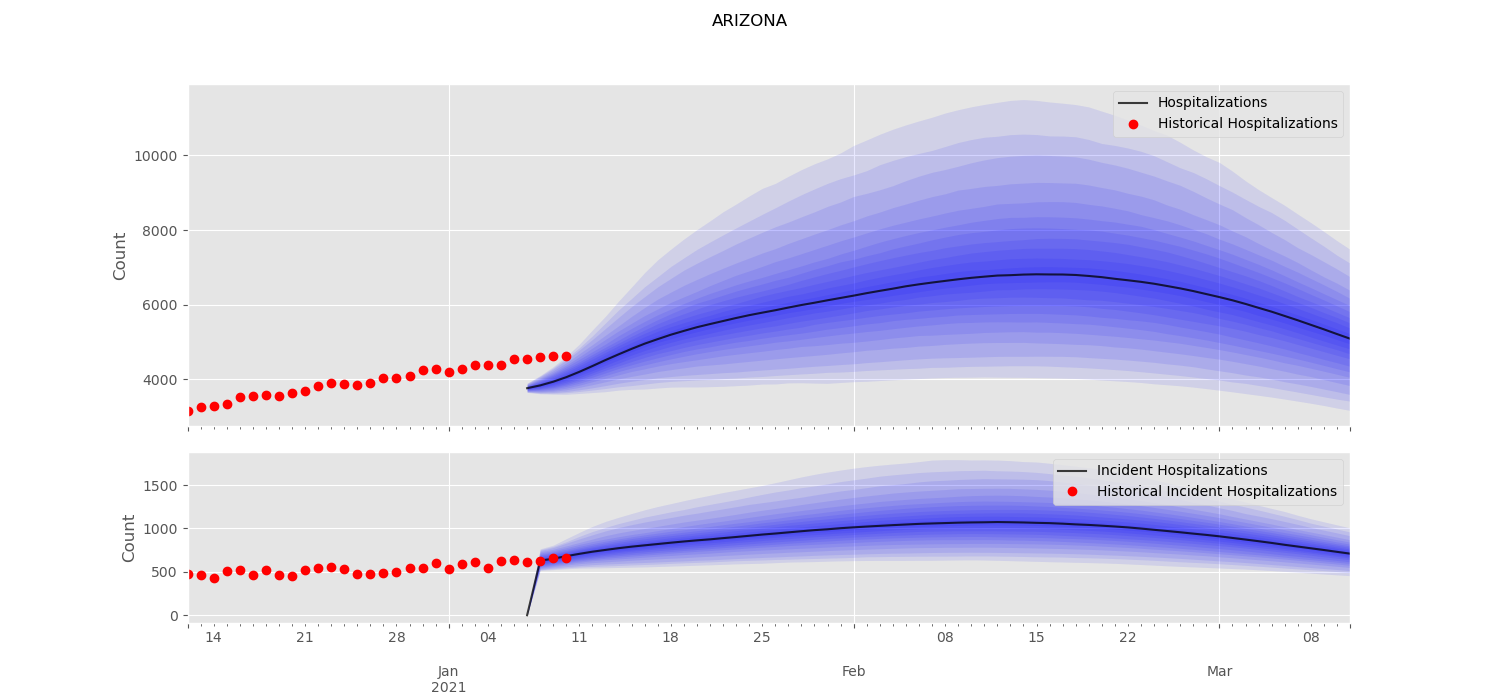 ARIZONA
Hospitalizations
Historical Hospitalizations
Count
10000
8000
6000
4000
Incident Hospitalizations
Historical Incident Hospitalizations
Count
1500
1000
500
0
14 21 28 04 11 18 25 08 15 22 08
Jan Feb Mar
2021